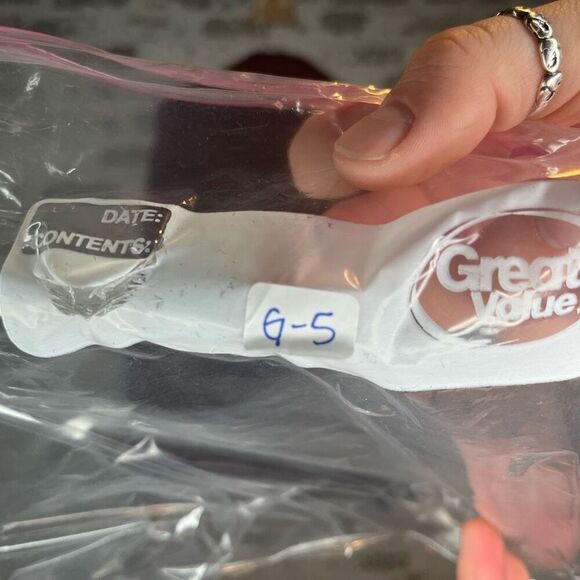 DATE:
CONTENTS:
Great
Value
G-5